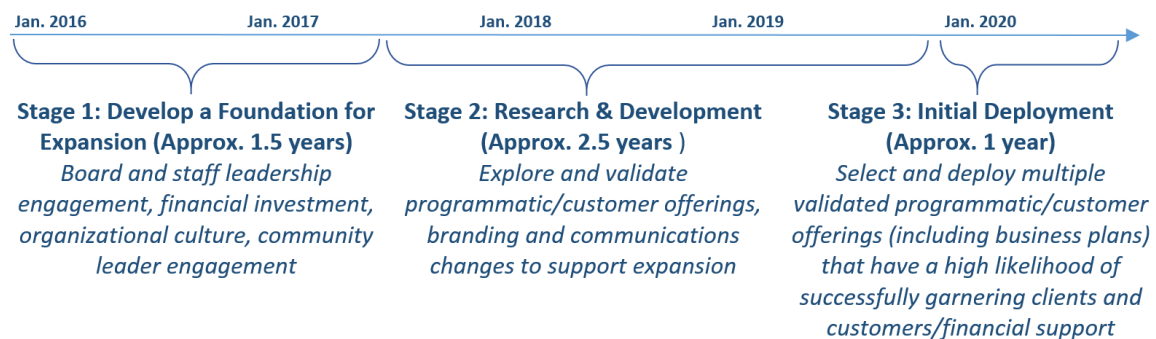 Jan. 2016 Jan. 2017 Jan. 2018 Jan. 2019 Jan. 2020
Stage 1: Develop a Foundation for
Expansion (Approx. 1.5 years)
Board and staff leadership
engagement, financial investment,
organizational culture, community
leader engagement
Stage 2: Research & Development
(Approx. 2.5 years )
Explore and validate
programmatic/customer offerings,
branding and communications
changes to support expansion
Stage 3: Initial Deployment
(Approx. 1 year)
Select and deploy multiple
validated programmatic/customer
offerings (including business plans)
that have a high likelihood of
successfully garnering clients and
customers/financial support